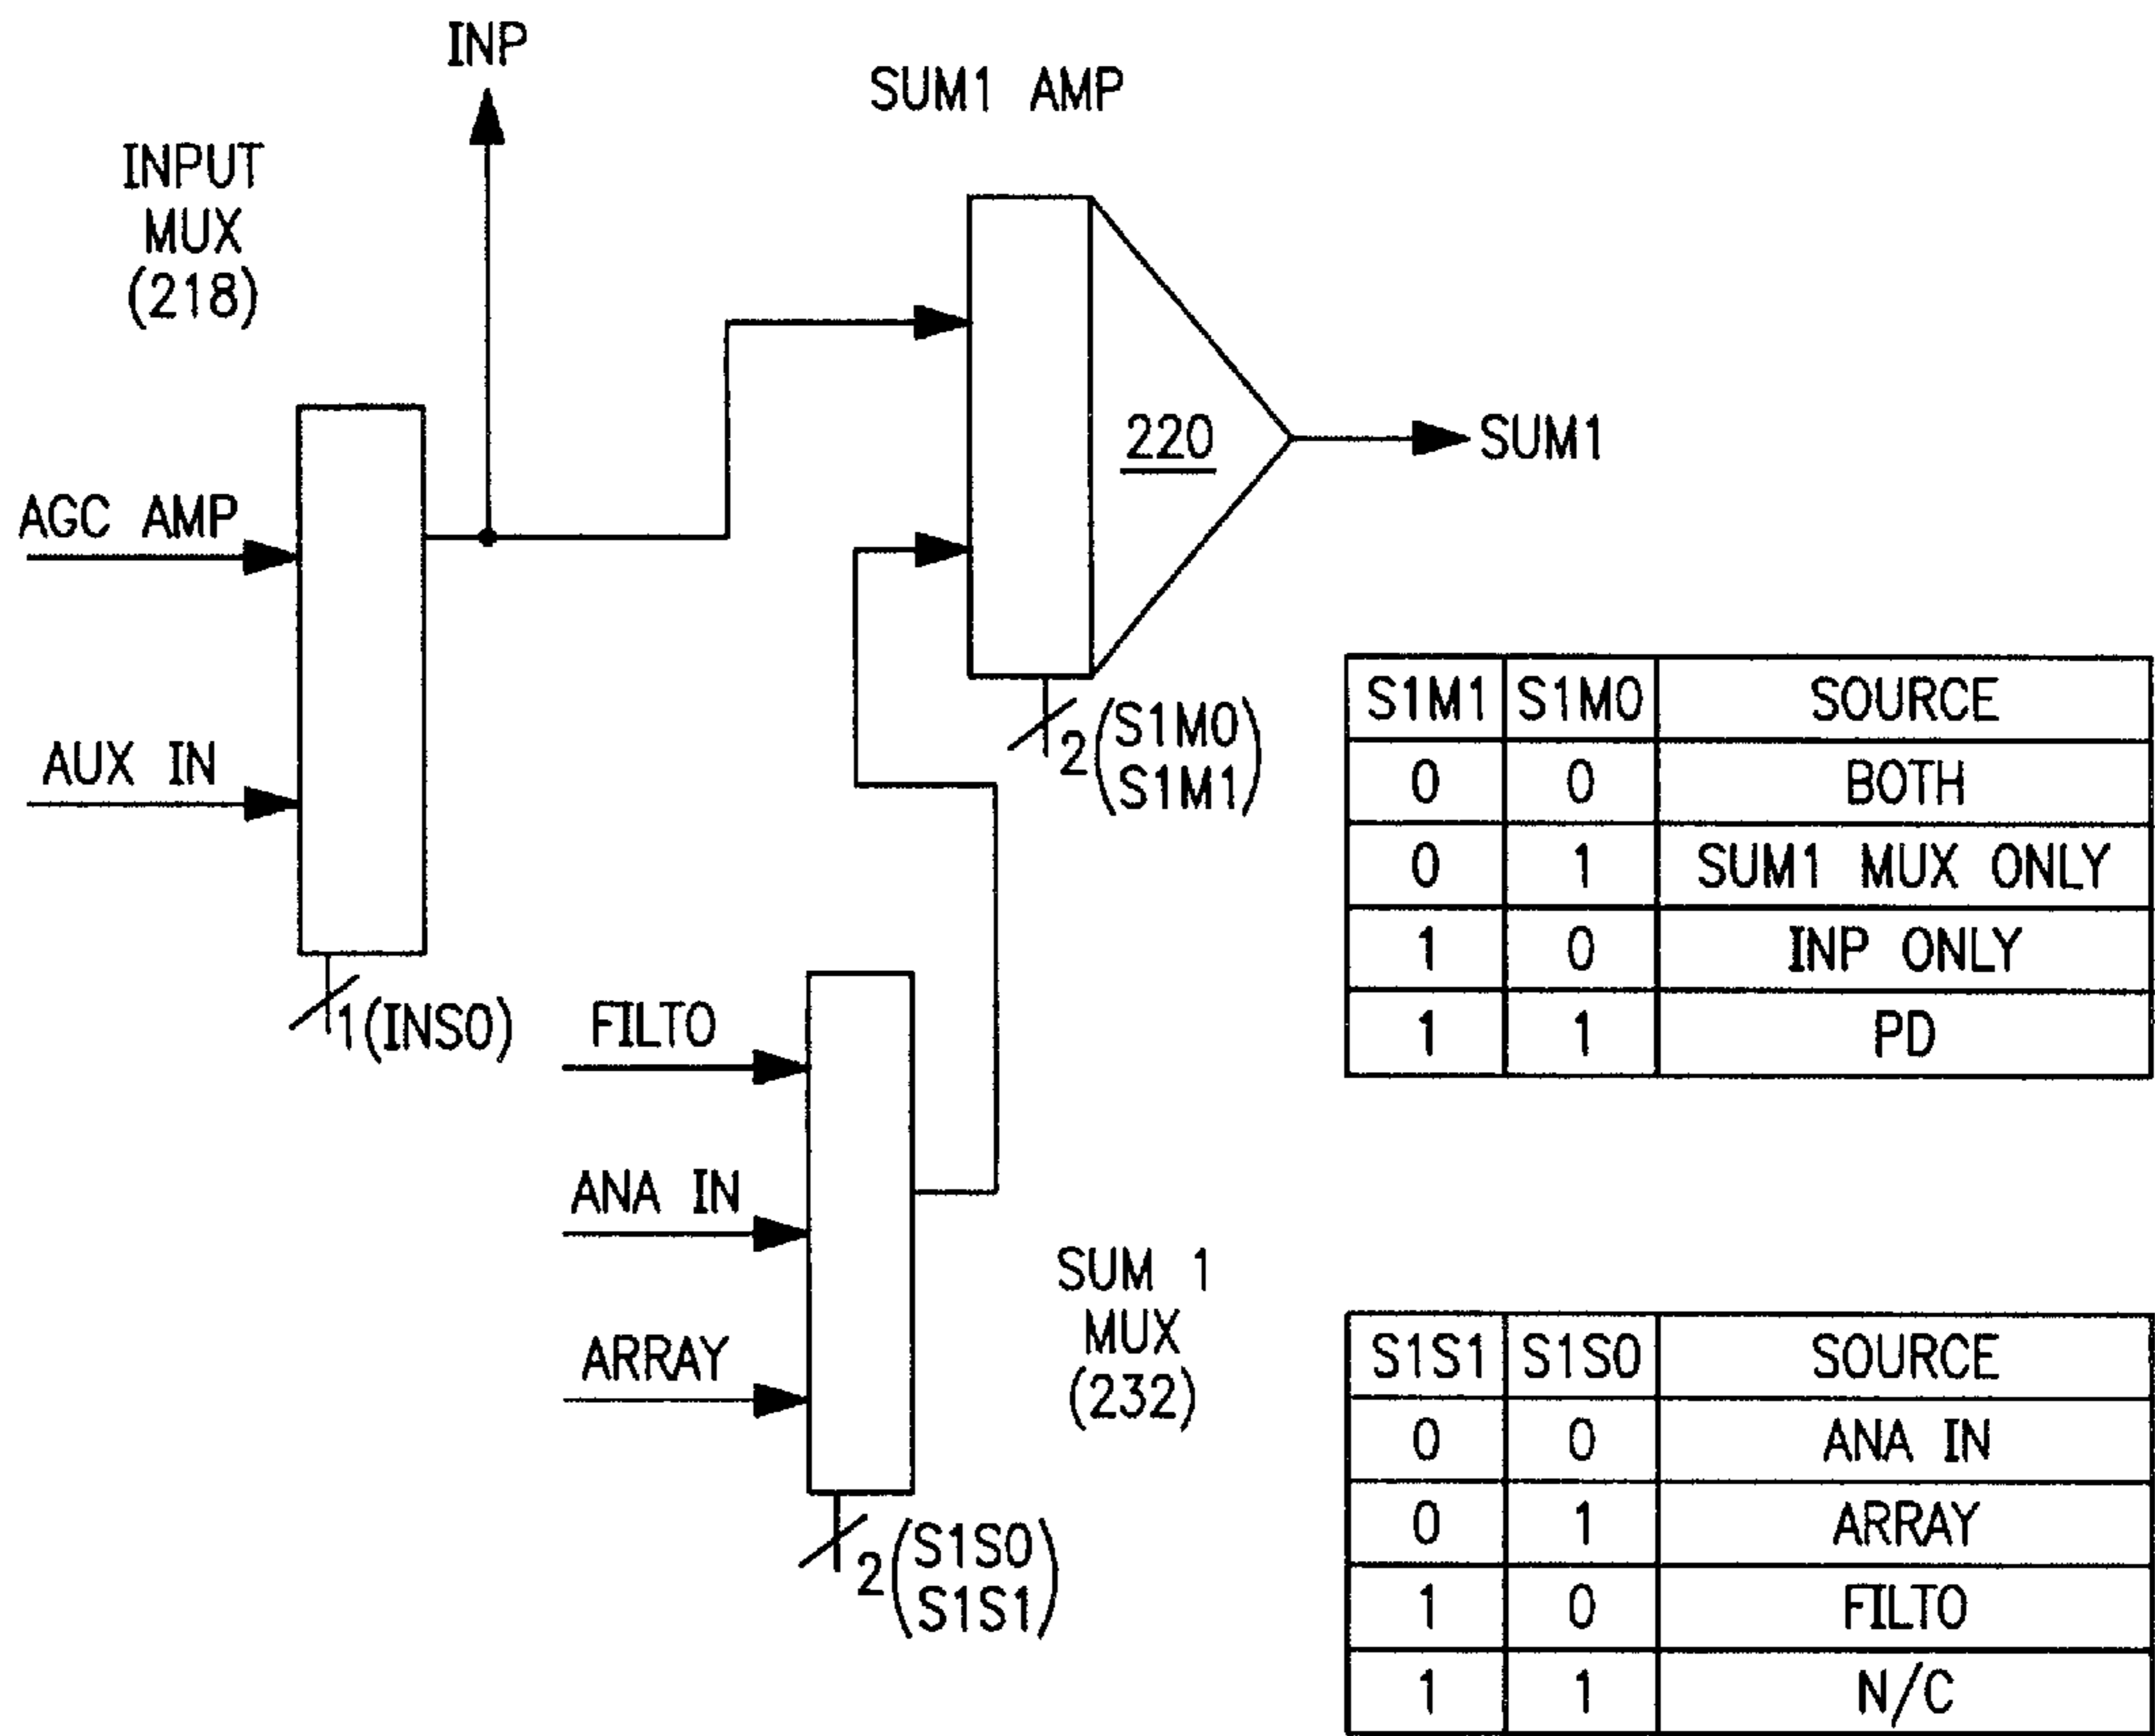 INP
SUM1 AMP
INPUT
MUX
(218)
AGC AMP
AUX IN
1(INS0)
220
SUM1
2(S1M0
S1M1)
FILTO
ANA IN
ARRAY
SUM 1
MUX
(232)
2(S1S0
S1S1)
S1M1 S1M0 SOURCE
0 0 BOTH
0 1 SUM1 MUX ONLY
1 0 INP ONLY
1 1 PD
S1S1 S1S0 SOURCE
0 0 ANA IN
0 1 ARRAY
1 0 FILTO
1 1 N/C